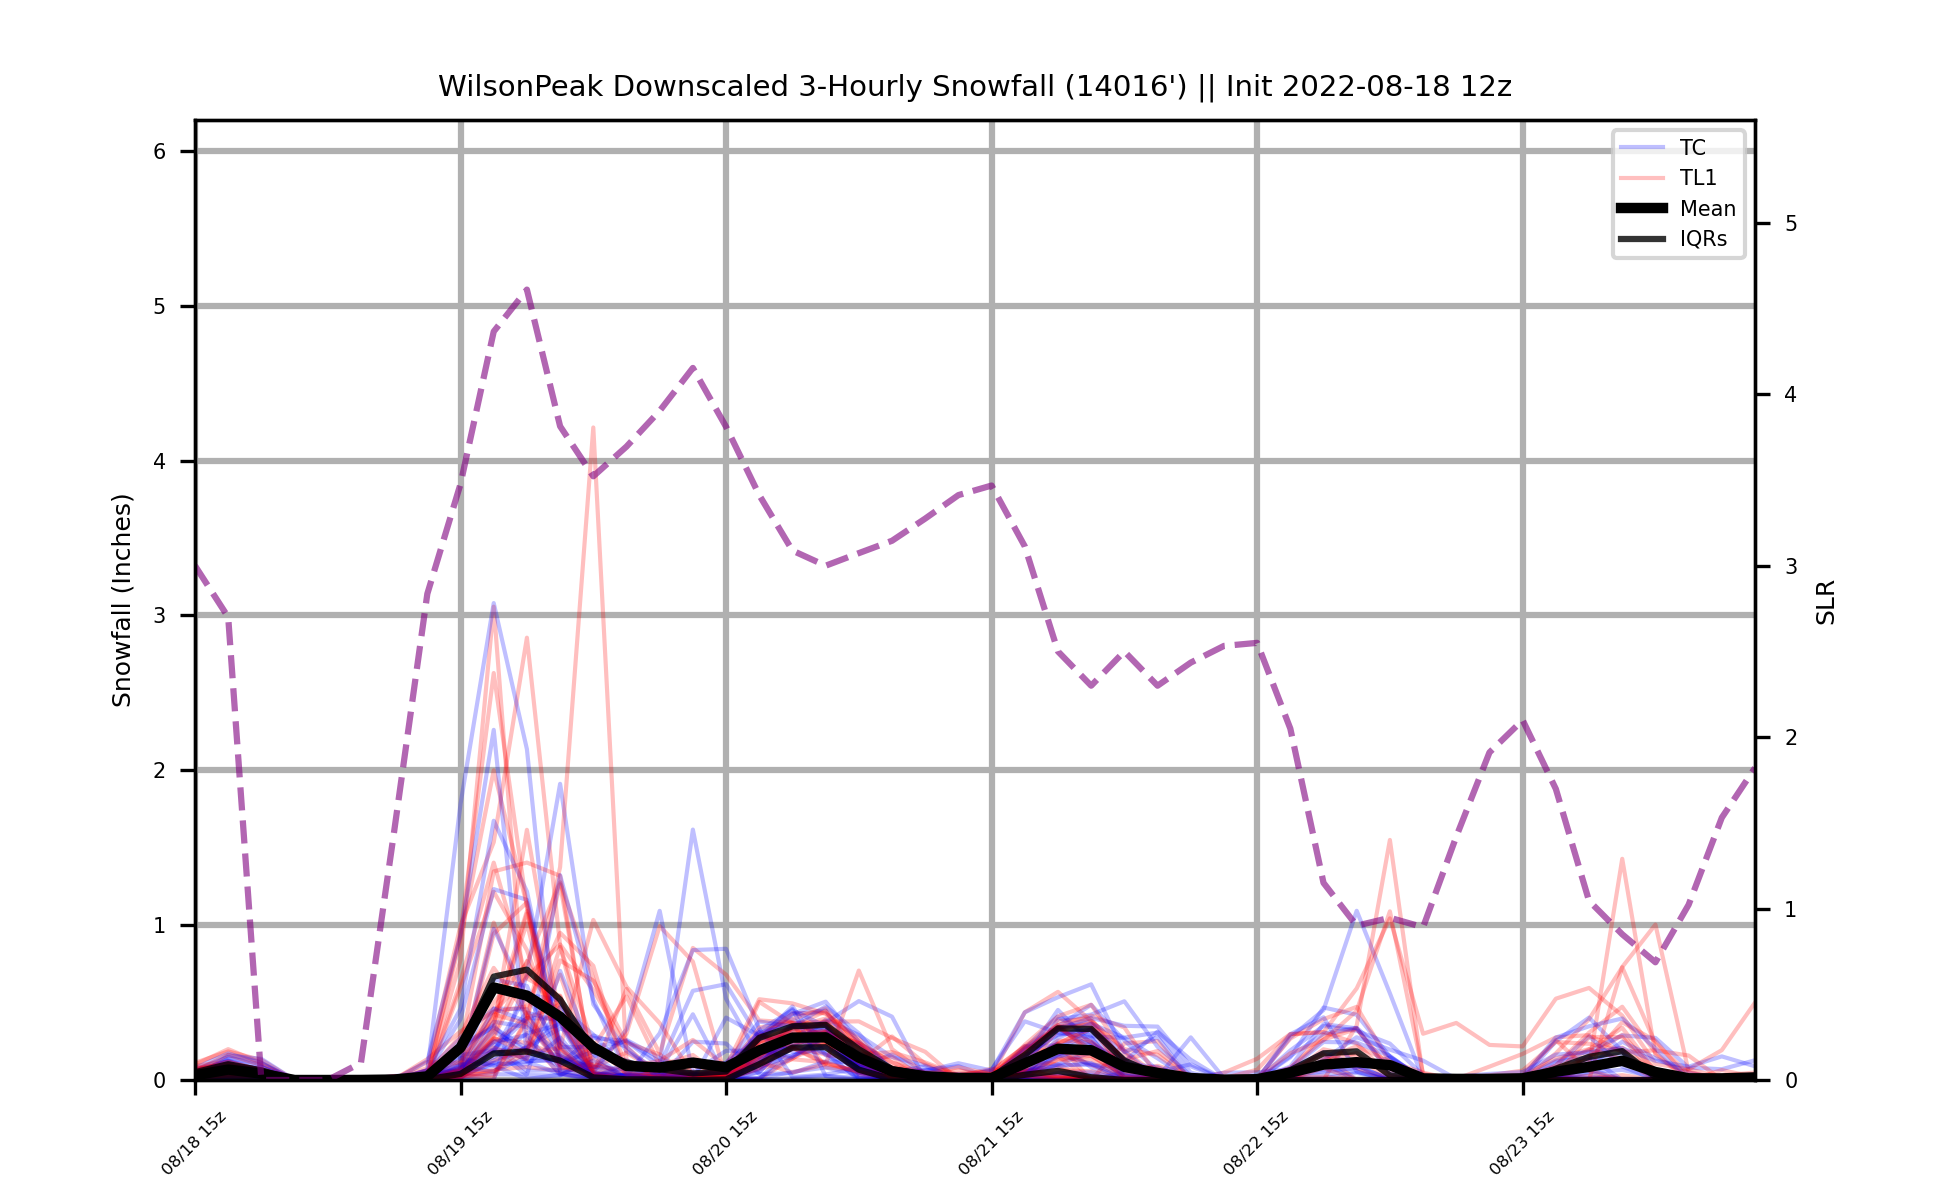 WilsonPeak Downscaled 3-Hourly Snowfall (14016') || Init 2022-08-18 12z
TC
TL1
Mean
IQRs
Snowfall (Inches)
6
5
4
3
2
1
0
SLR
5
4
3
2
1
0
08/18 15z
08/19 15z
08/20 15z
08/21 15z
08/22 15z
08/23 15z